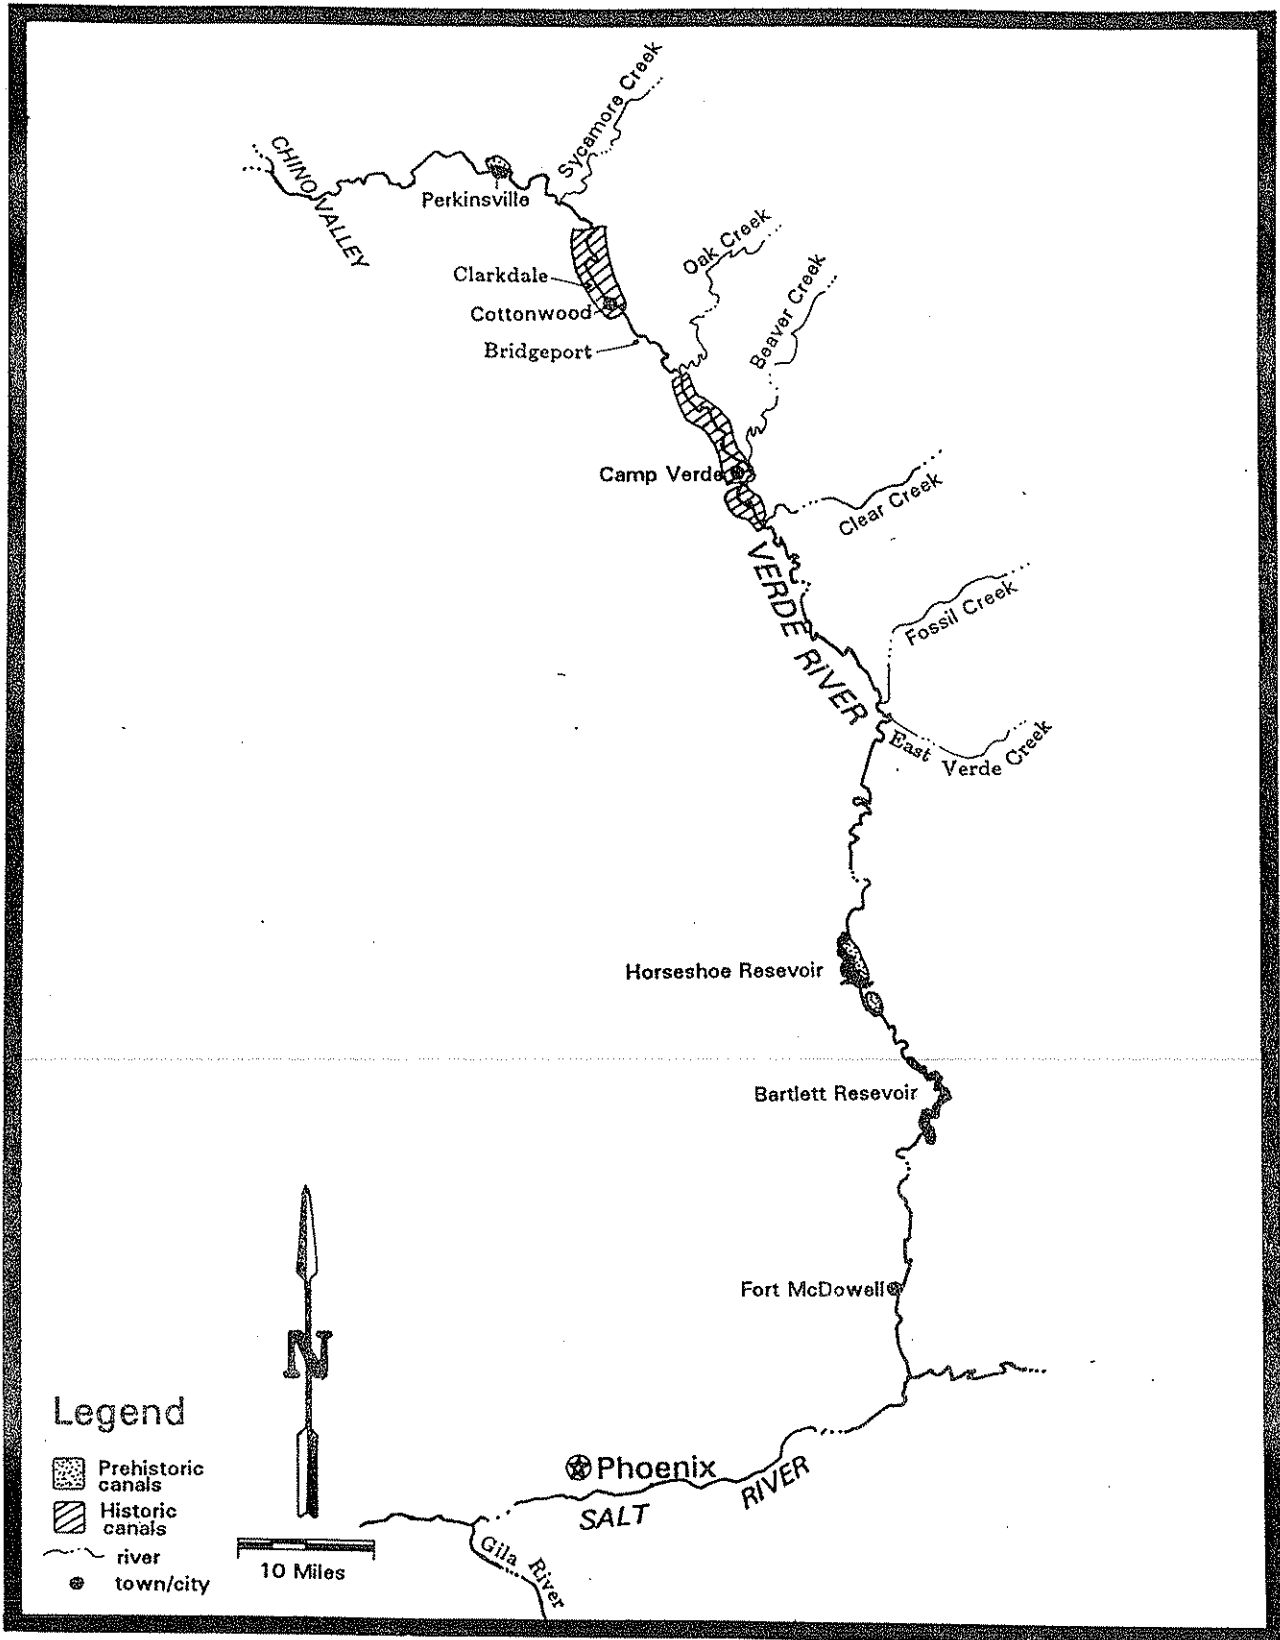 Sycamore Creek
CHINO VALLEY
Perkinsville
Oak Creek
Clarkdale
Beaver Creek
Cottonwood
Bridgeport
Camp Verde
Clear Creek
VERDE RIVER
Fossil Creek
East Verde Creek
Horseshoe Resevoir
Bartlett Resevoir
Fort McDowell
N
Legend
Prehistoric
canals
Historic
canals
river
town/city
10 Miles
Phoenix
SALT RIVER
Gila River